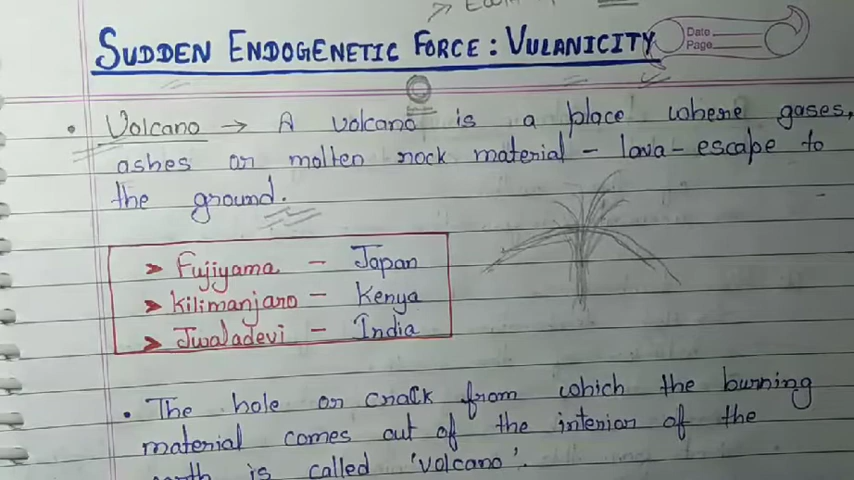 SUDDEN ENDOGENETIC FORCE : VULANICITY
Date
Page
• Volcano → A volcano is a place where gases,
ashes or molten rock material - lava - escape to
the ground.
➤ Fujiyama - Japan
➤ Kilimanjaro - Kenya
➤ Jwaladevi - India
• The hole or crack from which the burning
material comes out of the interior of the
is called 'volcano'.